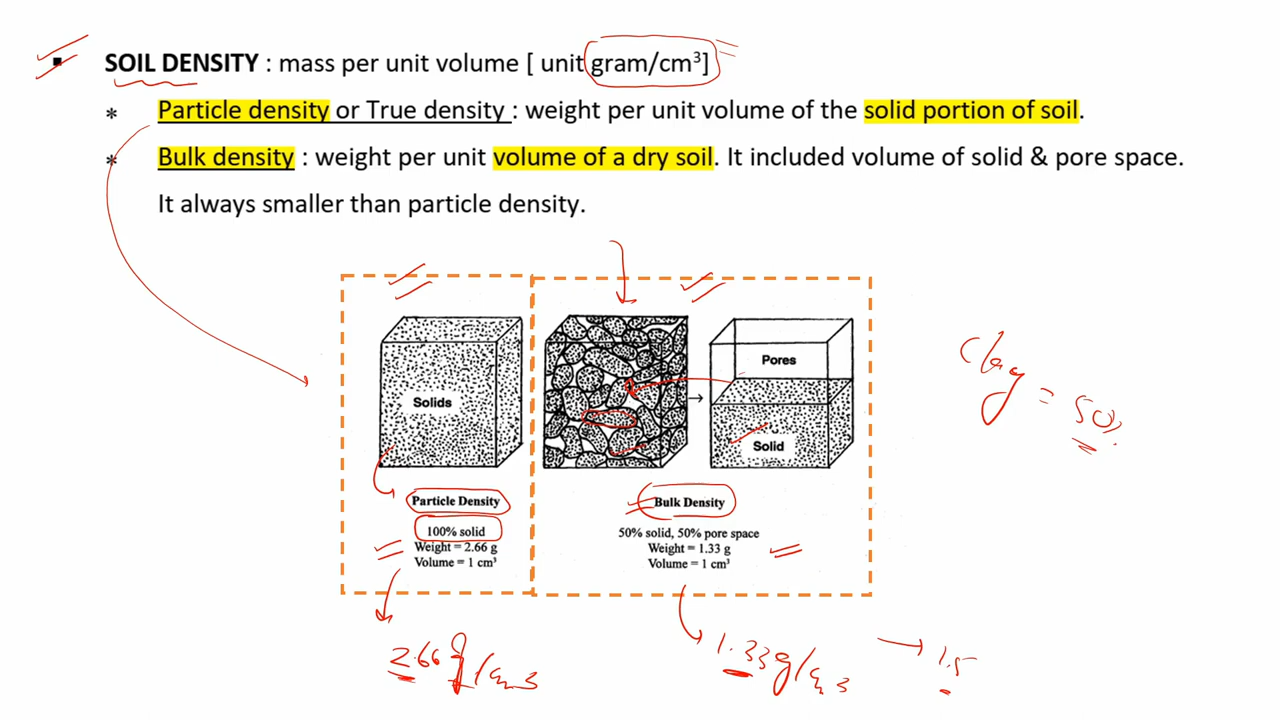 ▪ SOIL DENSITY : mass per unit volume [ unit gram/cm³]
* Particle density or True density : weight per unit volume of the solid portion of soil.
* Bulk density : weight per unit volume of a dry soil. It included volume of solid & pore space.
It always smaller than particle density.
Solids
Pores
Solid
clay = 50%
Particle Density
100% solid
Weight = 2.66 g
Volume = 1 cm³
Bulk Density
50% solid, 50% pore space
Weight = 1.33 g
Volume = 1 cm³
2.66 g/cm3
1.33g/cm3 → 1.5